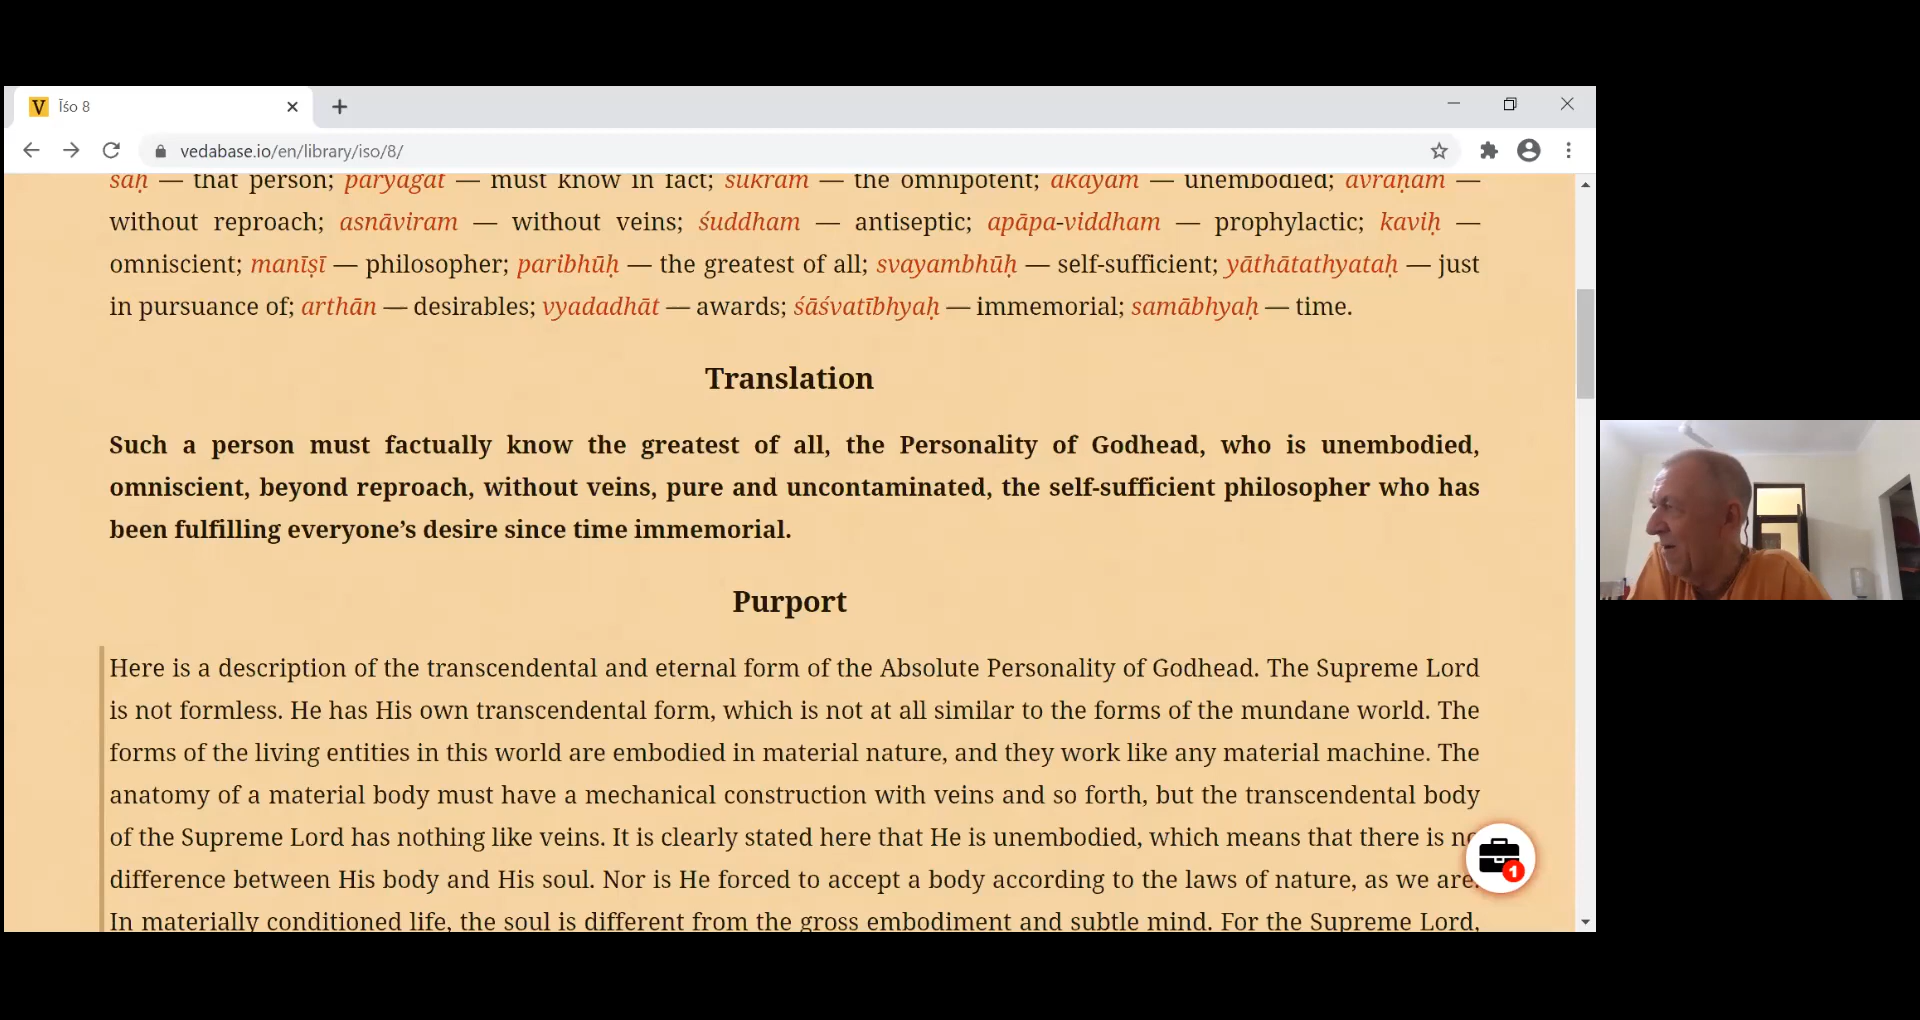 Īśo 8
vedabase.io/en/library/iso/8/
saḥ — that person; paryagāt — must know in fact; śukram — the omnipotent; akāyam — unembodied; avraṇam —
without reproach; asnāviram — without veins; śuddham — antiseptic; apāpa-viddham — prophylactic; kaviḥ —
omniscient; manīṣī — philosopher; paribhūḥ — the greatest of all; svayambhūḥ — self-sufficient; yāthātathyataḥ — just
in pursuance of; arthān — desirables; vyadadhāt — awards; śāśvatībhyaḥ — immemorial; samābhyaḥ — time.
Translation
Such a person must factually know the greatest of all, the Personality of Godhead, who is unembodied,
omniscient, beyond reproach, without veins, pure and uncontaminated, the self-sufficient philosopher who has
been fulfilling everyone’s desire since time immemorial.
Purport
Here is a description of the transcendental and eternal form of the Absolute Personality of Godhead. The Supreme Lord
is not formless. He has His own transcendental form, which is not at all similar to the forms of the mundane world. The
forms of the living entities in this world are embodied in material nature, and they work like any material machine. The
anatomy of a material body must have a mechanical construction with veins and so forth, but the transcendental body
of the Supreme Lord has nothing like veins. It is clearly stated here that He is unembodied, which means that there is no
difference between His body and His soul. Nor is He forced to accept a body according to the laws of nature, as we are.
In materially conditioned life, the soul is different from the gross embodiment and subtle mind. For the Supreme Lord,
1